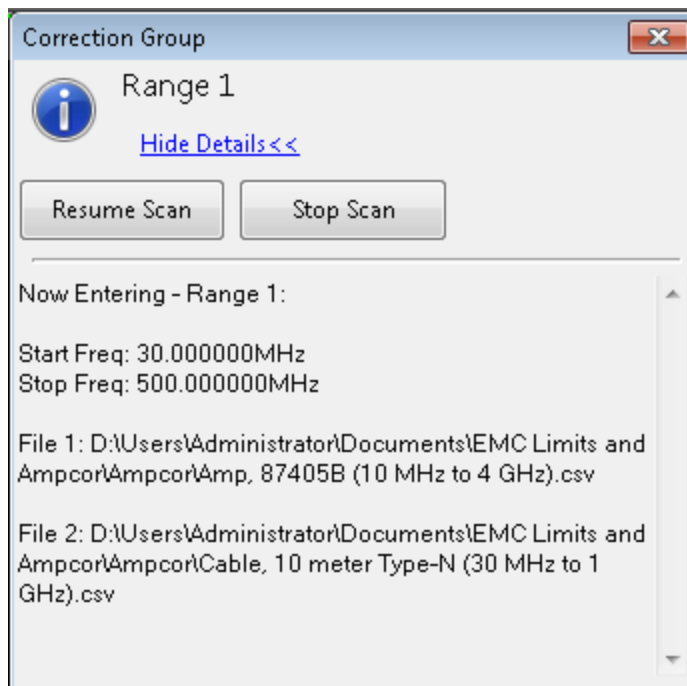 Correction Group
Range 1
Hide Details<<
Resume Scan
Stop Scan
Now Entering - Range 1:
Start Freq: 30.000000MHz
Stop Freq: 500.000000MHz
File 1: D:\Users\Administrator\Documents\EMC Limits and
Ampcor\Ampcor\Amp, 87405B (10 MHz to 4 GHz).csv
File 2: D:\Users\Administrator\Documents\EMC Limits and
Ampcor\Ampcor\Cable, 10 meter Type-N (30 MHz to 1
GHz).csv